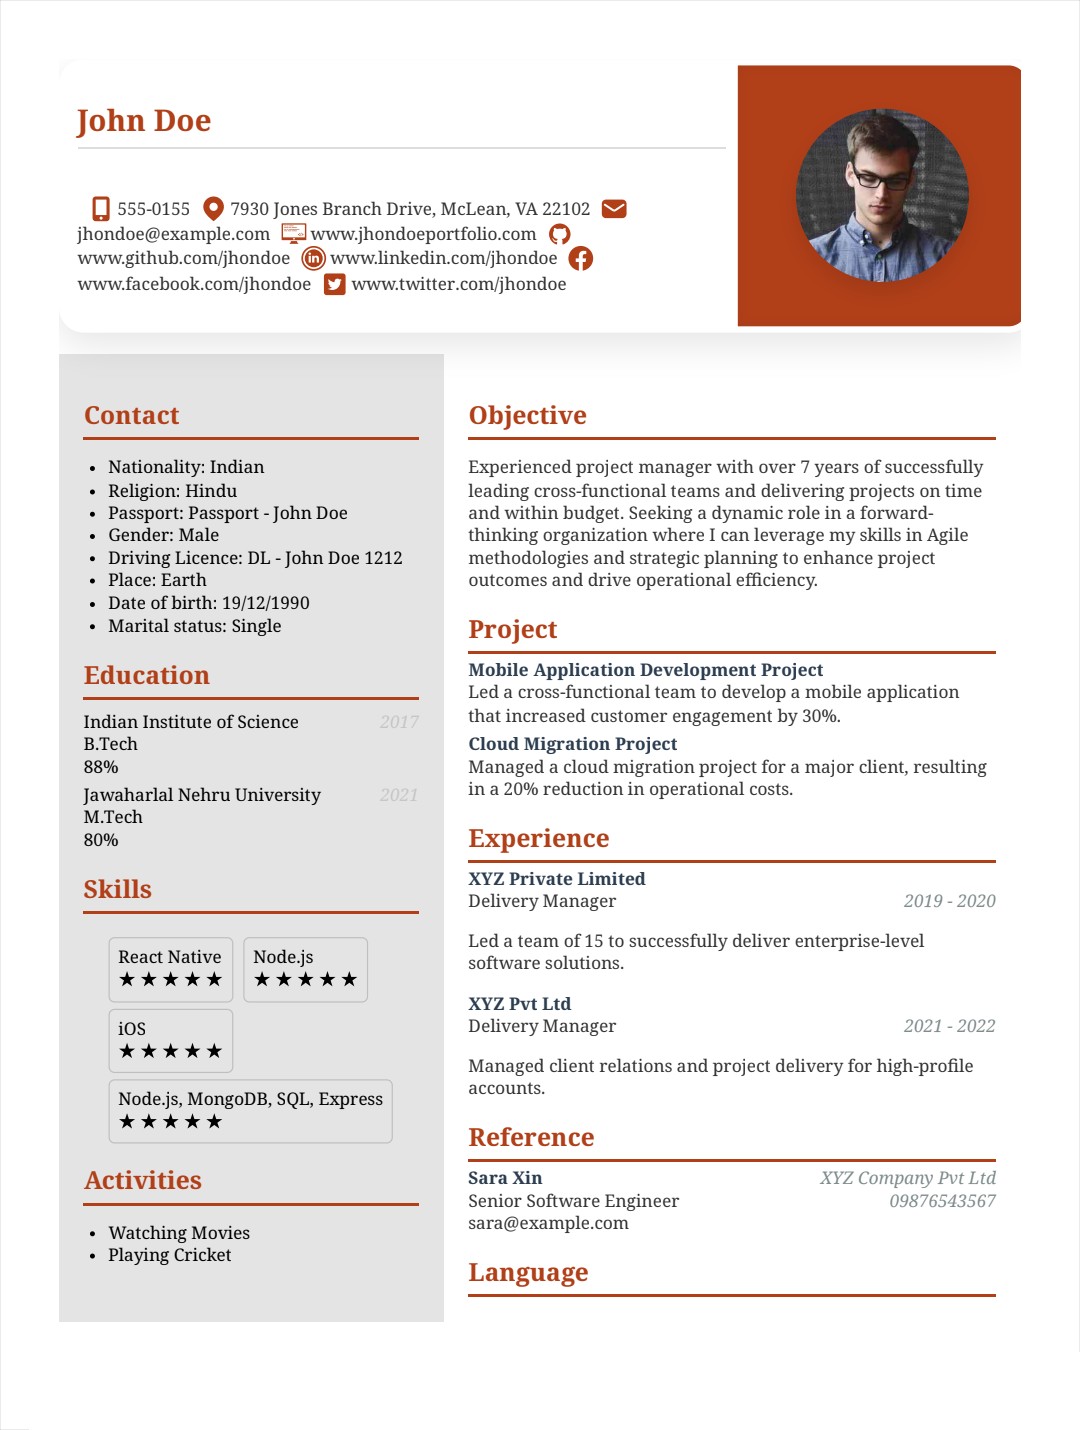 John Doe
555-0155 7930 Jones Branch Drive, McLean, VA 22102
jhondoe@example.com www.jhondoeportfolio.com
www.github.com/jhondoe www.linkedin.com/jhondoe
www.facebook.com/jhondoe www.twitter.com/jhondoe
Contact
• Nationality: Indian
• Religion: Hindu
• Passport: Passport - John Doe
• Gender: Male
• Driving Licence: DL - John Doe 1212
• Place: Earth
• Date of birth: 19/12/1990
• Marital status: Single
Education
Indian Institute of Science 2017
B.Tech
88%
Jawaharlal Nehru University 2021
M.Tech
80%
Skills
React Native Node.js
★★★★★ ★★★★★
iOS
★★★★★
Node.js, MongoDB, SQL, Express
★★★★★
Activities
• Watching Movies
• Playing Cricket
Objective
Experienced project manager with over 7 years of successfully
leading cross-functional teams and delivering projects on time
and within budget. Seeking a dynamic role in a forward-
thinking organization where I can leverage my skills in Agile
methodologies and strategic planning to enhance project
outcomes and drive operational efficiency.
Project
Mobile Application Development Project
Led a cross-functional team to develop a mobile application
that increased customer engagement by 30%.
Cloud Migration Project
Managed a cloud migration project for a major client, resulting
in a 20% reduction in operational costs.
Experience
XYZ Private Limited
Delivery Manager 2019 - 2020
Led a team of 15 to successfully deliver enterprise-level
software solutions.
XYZ Pvt Ltd
Delivery Manager 2021 - 2022
Managed client relations and project delivery for high-profile
accounts.
Reference
Sara Xin XYZ Company Pvt Ltd
Senior Software Engineer 09876543567
sara@example.com
Language